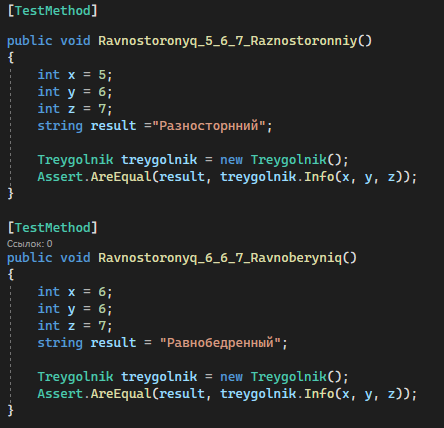 [TestMethod]
public void Ravnostoronyq_5_6_7_Raznostoronniy()
{
int x = 5;
int y = 6;
int z = 7;
string result ="Разносторнний";
Treygolnik treygolnik = new Treygolnik();
Assert.AreEqual(result, treygolnik.Info(x, y, z));
}
[TestMethod]
Ссылок: 0
public void Ravnostoronyq_6_6_7_Ravnoberyniq()
{
int x = 6;
int y = 6;
int z = 7;
string result = "Равнобедренный";
Treygolnik treygolnik = new Treygolnik();
Assert.AreEqual(result, treygolnik.Info(x, y, z));
}